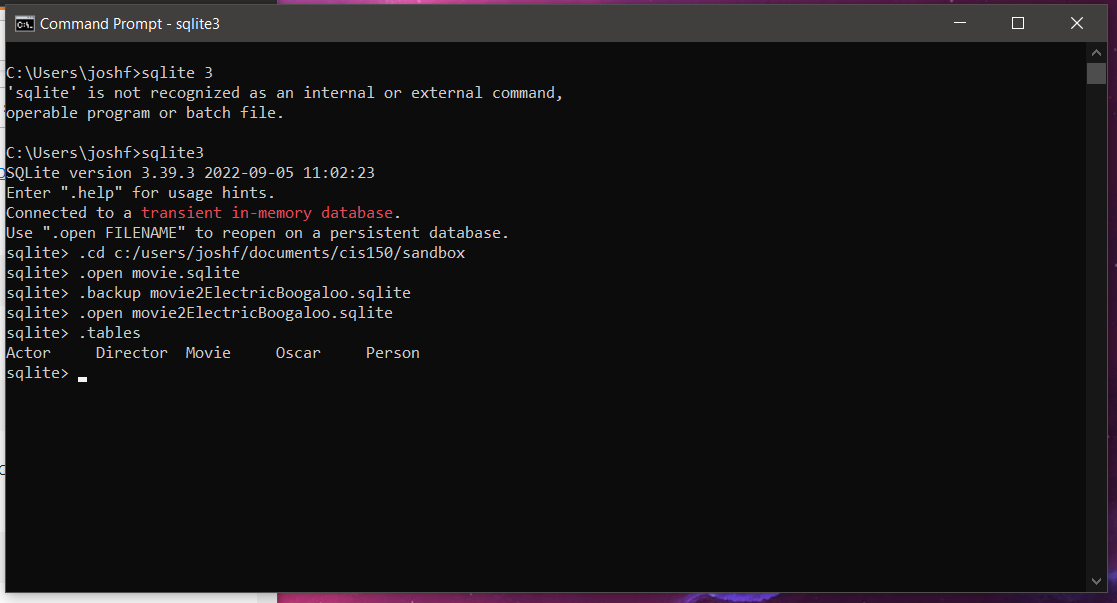 Command Prompt - sqlite3
C:\Users\joshf>sqlite 3
'sqlite' is not recognized as an internal or external command,
operable program or batch file.
C:\Users\joshf>sqlite3
SQLite version 3.39.3 2022-09-05 11:02:23
Enter ".help" for usage hints.
Connected to a transient in-memory database.
Use ".open FILENAME" to reopen on a persistent database.
sqlite> .cd c:/users/joshf/documents/cis150/sandbox
sqlite> .open movie.sqlite
sqlite> .backup movie2ElectricBoogaloo.sqlite
sqlite> .open movie2ElectricBoogaloo.sqlite
sqlite> .tables
Actor     Director  Movie     Oscar     Person
sqlite>